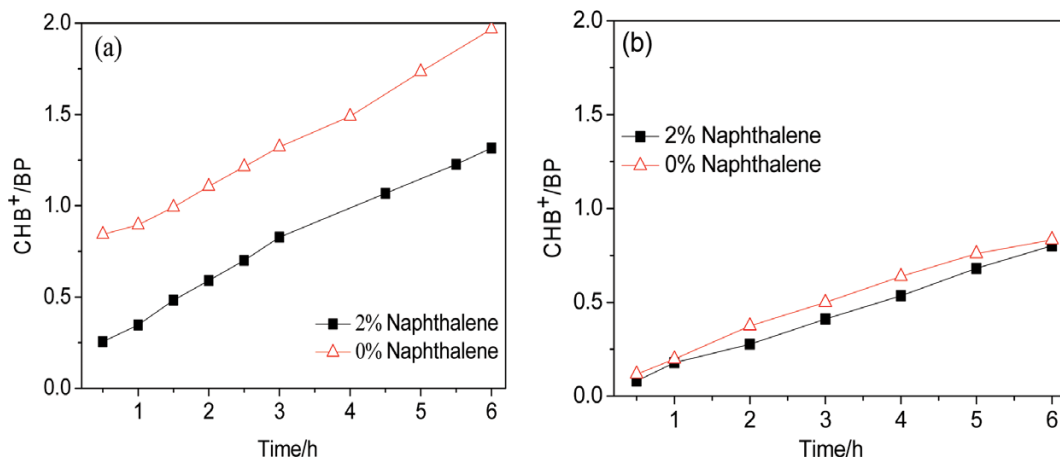 (a)
CHB+/BP
2.0
1.5
1.0
0.5
0.0
2% Naphthalene
0% Naphthalene
1 2 3 4 5 6
Time/h
(b)
CHB+/BP
2.0
1.5
1.0
0.5
0.0
2% Naphthalene
0% Naphthalene
1 2 3 4 5 6
Time/h